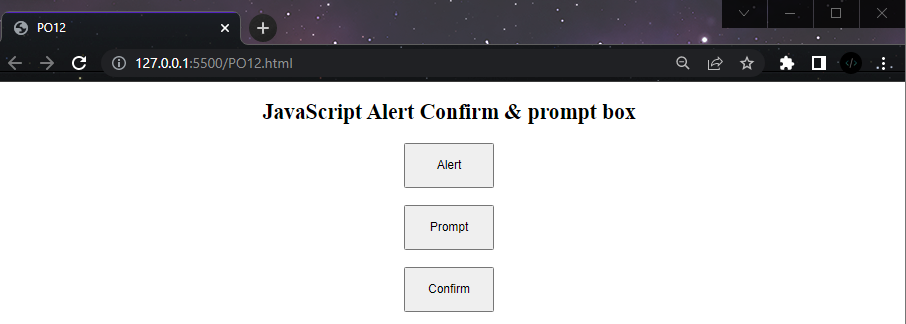 PO12
127.0.0.1:5500/PO12.html
JavaScript Alert Confirm & prompt box
Alert
Prompt
Confirm